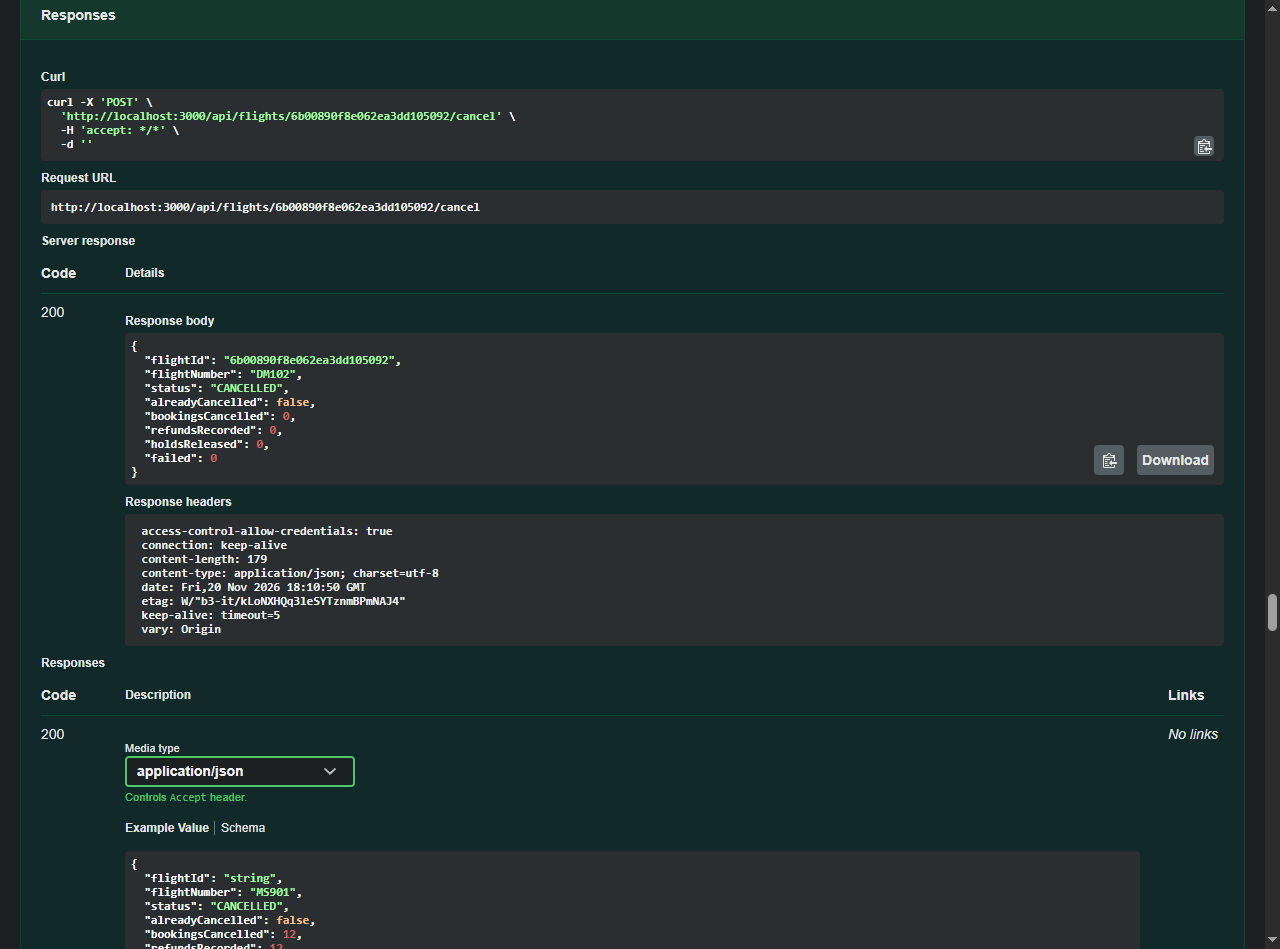 Responses
Curl
curl -X 'POST' \
  'http://localhost:3000/api/flights/6b00890f8e062ea3dd105092/cancel' \
  -H 'accept: */*' \
  -d ''
Request URL
http://localhost:3000/api/flights/6b00890f8e062ea3dd105092/cancel
Server response
Code Details
200
Response body
{
  "flightId": "6b00890f8e062ea3dd105092",
  "flightNumber": "DM102",
  "status": "CANCELLED",
  "alreadyCancelled": false,
  "bookingsCancelled": 0,
  "refundsRecorded": 0,
  "holdsReleased": 0,
  "failed": 0
}
Download
Response headers
access-control-allow-credentials: true
connection: keep-alive
content-length: 179
content-type: application/json; charset=utf-8
date: Fri,20 Nov 2026 18:10:50 GMT
etag: W/"b3-it/kLoNXHQq3leSYTznmBPmNAJ4"
keep-alive: timeout=5
vary: Origin
Responses
Code Description Links
200 No links
Media type
application/json
Controls Accept header.
Example Value Schema
{
  "flightId": "string",
  "flightNumber": "MS901",
  "status": "CANCELLED",
  "alreadyCancelled": false,
  "bookingsCancelled": 12,
  "refundsRecorded": 12